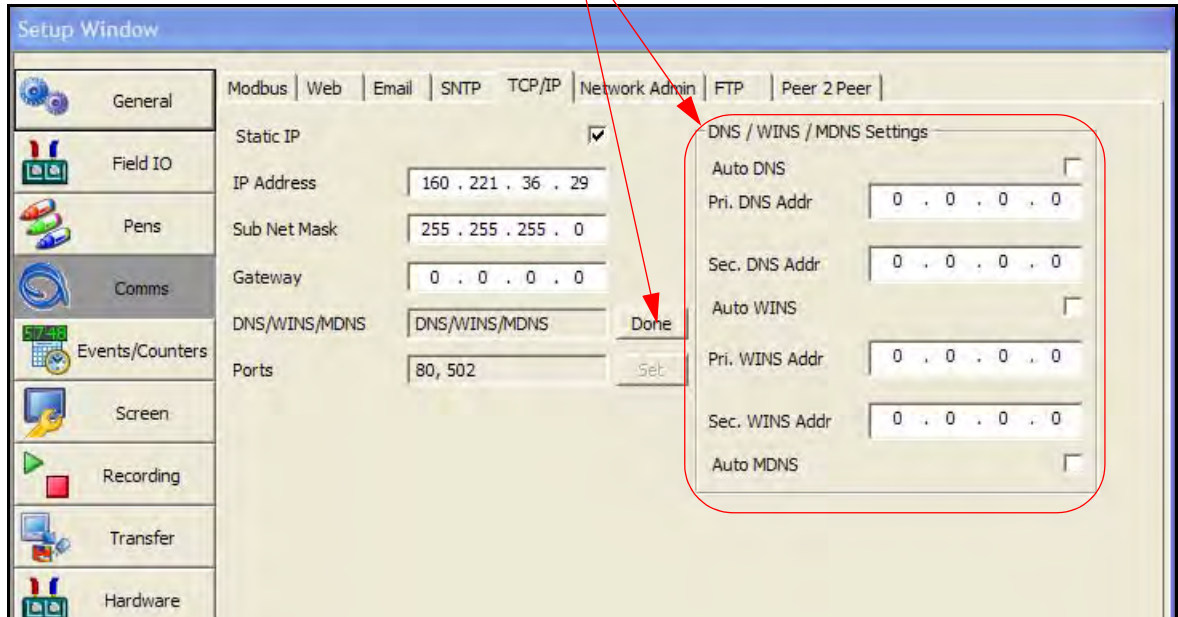 Setup Window
General
Field IO
Pens
Comms
57:48
Events/Counters
Screen
Recording
Transfer
Hardware
Modbus Web Email SNTP TCP/IP Network Admin FTP Peer 2 Peer
Static IP
IP Address 160 . 221 . 36 . 29
Sub Net Mask 255 . 255 . 255 . 0
Gateway 0 . 0 . 0 . 0
DNS/WINS/MDNS DNS/WINS/MDNS Done
Ports 80, 502 Set
DNS / WINS / MDNS Settings
Auto DNS
Pri. DNS Addr 0 . 0 . 0 . 0
Sec. DNS Addr 0 . 0 . 0 . 0
Auto WINS
Pri. WINS Addr 0 . 0 . 0 . 0
Sec. WINS Addr 0 . 0 . 0 . 0
Auto MDNS